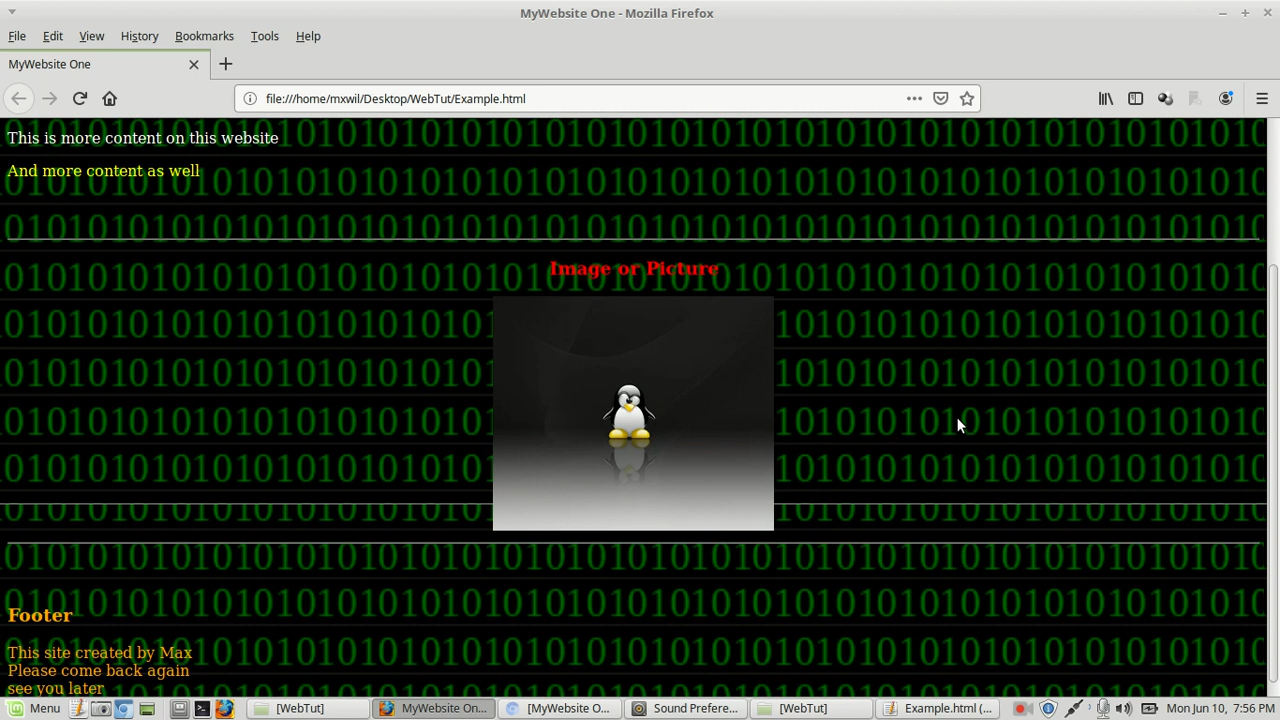 MyWebsite One - Mozilla Firefox
File Edit View History Bookmarks Tools Help
MyWebsite One
file:///home/mxwil/Desktop/WebTut/Example.html
This is more content on this website
And more content as well
Image or Picture
Footer
This site created by Max
Please come back again
see you later
Menu [WebTut] MyWebsite On... [MyWebsite O... Sound Prefere... [WebTut] Example.html (... Mon Jun 10, 7:56 PM